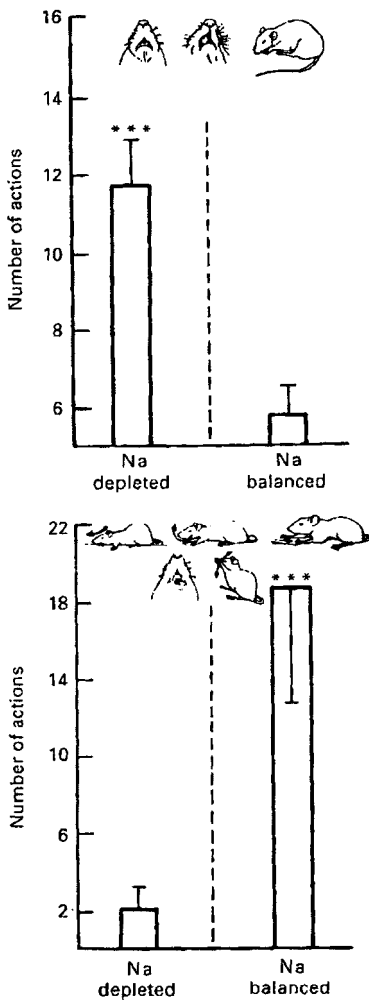 16
14
12
10
8
6
Number of actions
* * *
Na
depleted
Na
balanced
22
18
14
10
6
2
Number of actions
* * *
Na
depleted
Na
balanced